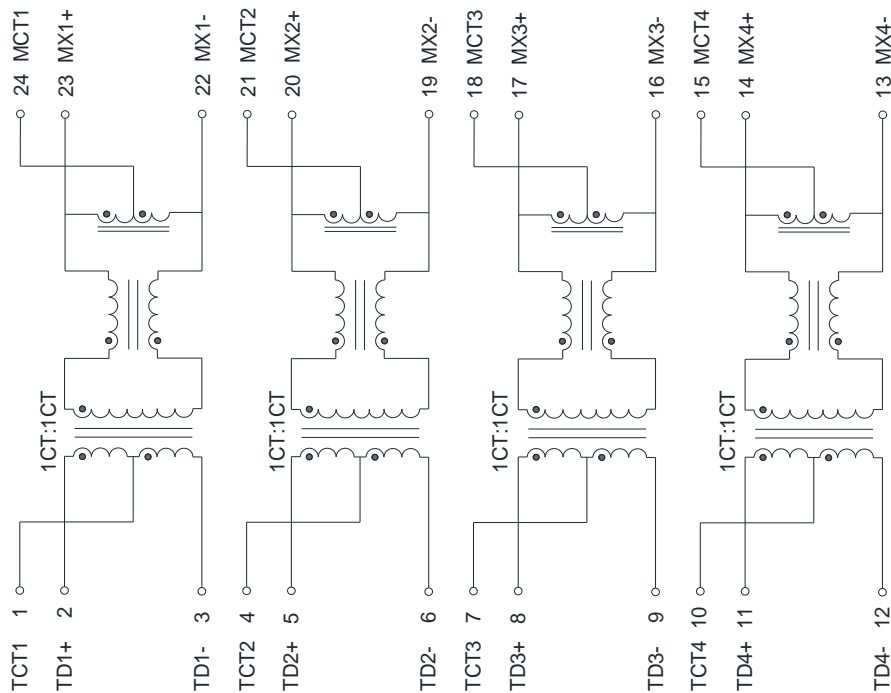 24 MCT1
23 MX1+
22 MX1-
21 MCT2
20 MX2+
19 MX2-
18 MCT3
17 MX3+
16 MX3-
15 MCT4
14 MX4+
13 MX4-
1CT:1CT
1CT:1CT
1CT:1CT
1CT:1CT
TCT1 1
TD1+ 2
TD1- 3
TCT2 4
TD2+ 5
TD2- 6
TCT3 7
TD3+ 8
TD3- 9
TCT4 10
TD4+ 11
TD4- 12